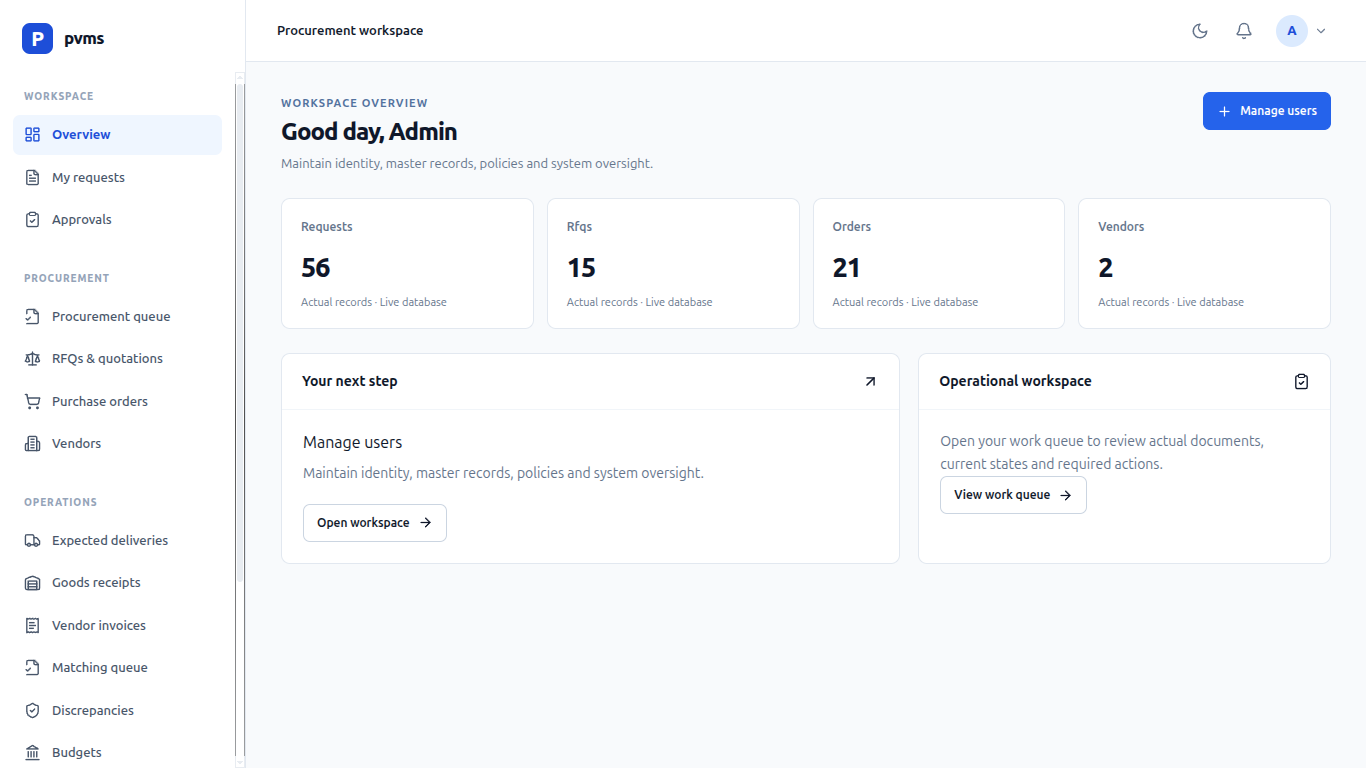 P pvms
WORKSPACE
Overview
My requests
Approvals
PROCUREMENT
Procurement queue
RFQs & quotations
Purchase orders
Vendors
OPERATIONS
Expected deliveries
Goods receipts
Vendor invoices
Matching queue
Discrepancies
Budgets
Procurement workspace
A
WORKSPACE OVERVIEW
Good day, Admin
Maintain identity, master records, policies and system oversight.
Manage users
Requests
56
Actual records · Live database
Rfqs
15
Actual records · Live database
Orders
21
Actual records · Live database
Vendors
2
Actual records · Live database
Your next step
Manage users
Maintain identity, master records, policies and system oversight.
Open workspace
Operational workspace
Open your work queue to review actual documents,
current states and required actions.
View work queue